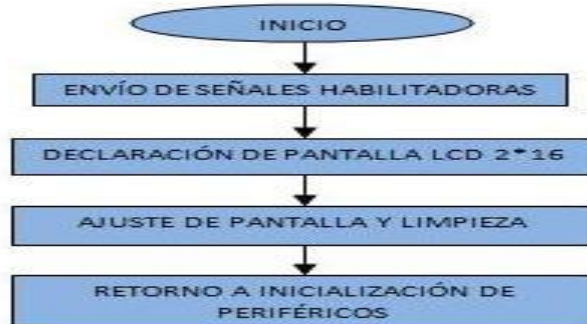 INICIO
ENVÍO DE SEÑALES HABILITADORAS
DECLARACIÓN DE PANTALLA LCD 2*16
AJUSTE DE PANTALLA Y LIMPIEZA
RETORNO A INICIALIZACIÓN DE
PERIFÉRICOS